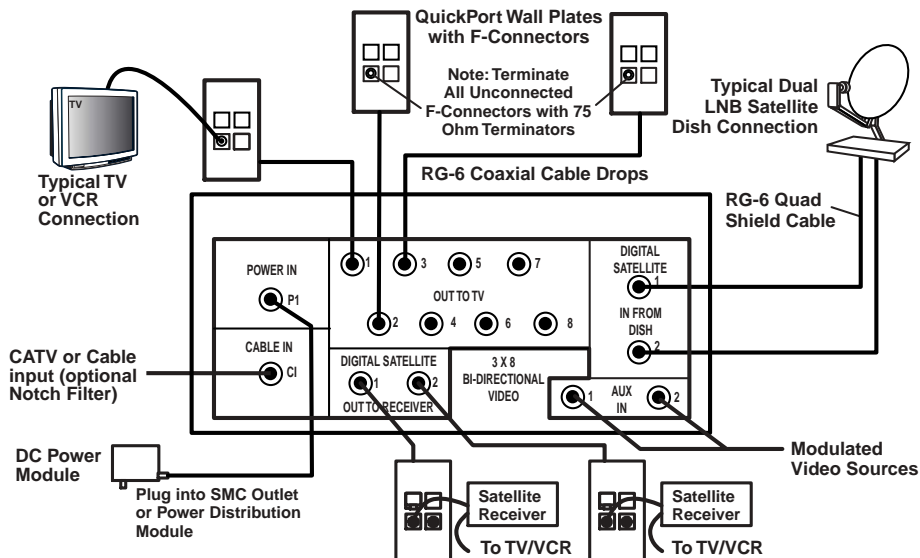 QuickPort Wall Plates
with F-Connectors
Note: Terminate
All Unconnected
F-Connectors with 75
Ohm Terminators
Typical Dual
LNB Satellite
Dish Connection
TV
Typical TV
or VCR
Connection
RG-6 Coaxial Cable Drops
RG-6 Quad
Shield Cable
POWER IN
P1
1
3
5
7
OUT TO TV
2
4
6
8
DIGITAL
SATELLITE
1
IN FROM
DISH
2
CABLE IN
CI
CATV or Cable
input (optional
Notch Filter)
DIGITAL SATELLITE
1
2
OUT TO RECEIVER
3 X 8
BI-DIRECTIONAL
VIDEO
1
AUX
IN
2
DC Power
Module
Plug into SMC Outlet
or Power Distribution
Module
Modulated
Video Sources
Satellite
Receiver
To TV/VCR
Satellite
Receiver
To TV/VCR